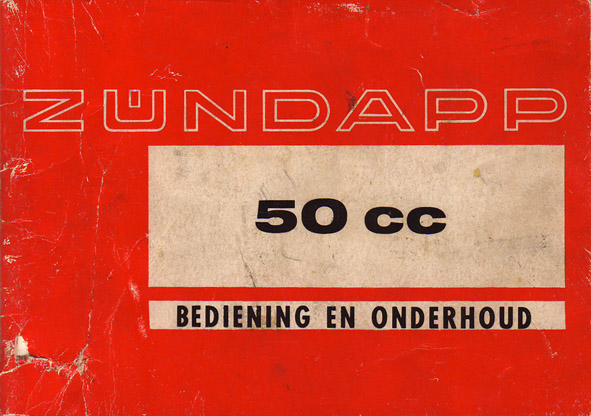 ZÜNDAPP
50 cc
BEDIENING EN ONDERHOUD